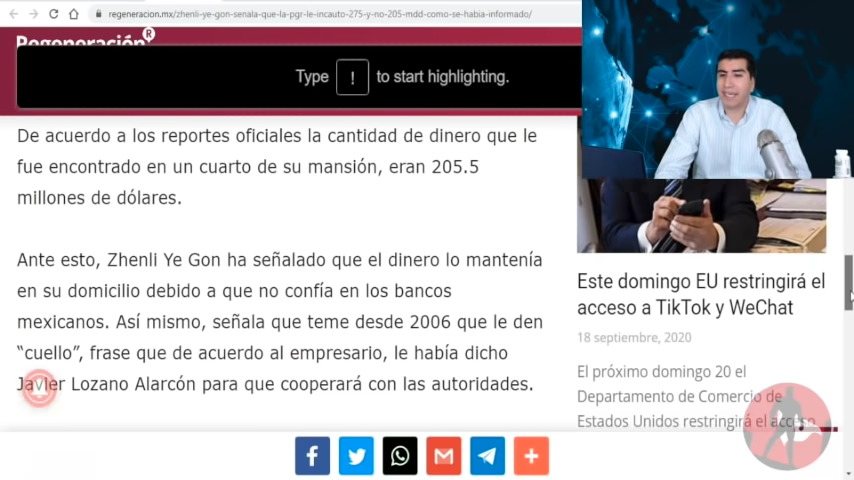 regeneracion.mx/zhenli-ye-gon-senala-que-la-pgr-le-incauto-275-y-no-205-mdd-como-se-habia-informado/
Regeneración
R
Type ! to start highlighting.
De acuerdo a los reportes oficiales la cantidad de dinero que le
fue encontrado en un cuarto de su mansión, eran 205.5
millones de dólares.
Ante esto, Zhenli Ye Gon ha señalado que el dinero lo mantenía
en su domicilio debido a que no confía en los bancos
mexicanos. Así mismo, señala que teme desde 2006 que le den
“cuello”, frase que de acuerdo al empresario, le había dicho
Javier Lozano Alarcón para que cooperará con las autoridades.
Este domingo EU restringirá el
acceso a TikTok y WeChat
18 septiembre, 2020
El próximo domingo 20 el
Departamento de Comercio de
Estados Unidos restringirá el acceso